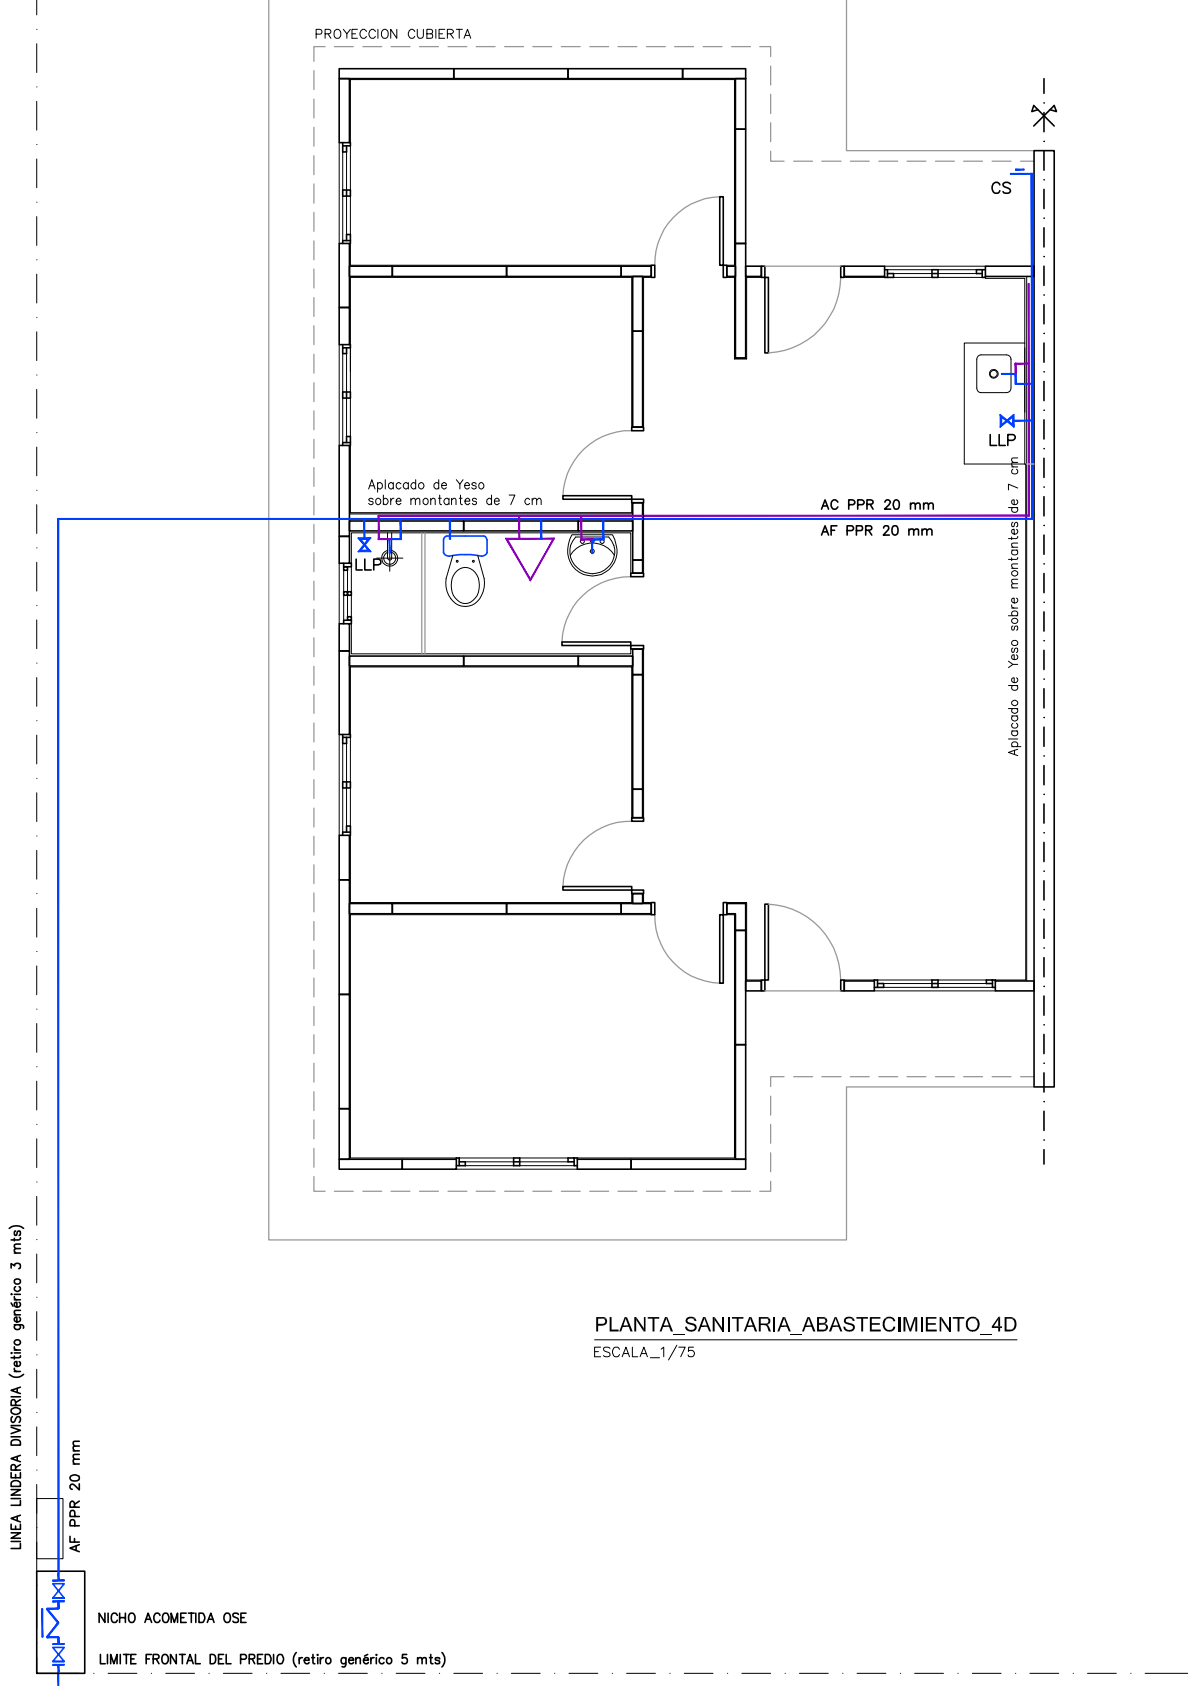 PROYECCION CUBIERTA
CS
LLP
Aplacado de Yeso
sobre montantes de 7 cm
AC PPR 20 mm
AF PPR 20 mm
LLP
Aplacado de Yeso sobre montantes de 7 cm
PLANTA_SANITARIA_ABASTECIMIENTO_4D
ESCALA_1/75
LINEA LINDERA DIVISORIA (retiro genérico 3 mts)
AF PPR 20 mm
NICHO ACOMETIDA OSE
LIMITE FRONTAL DEL PREDIO (retiro genérico 5 mts)